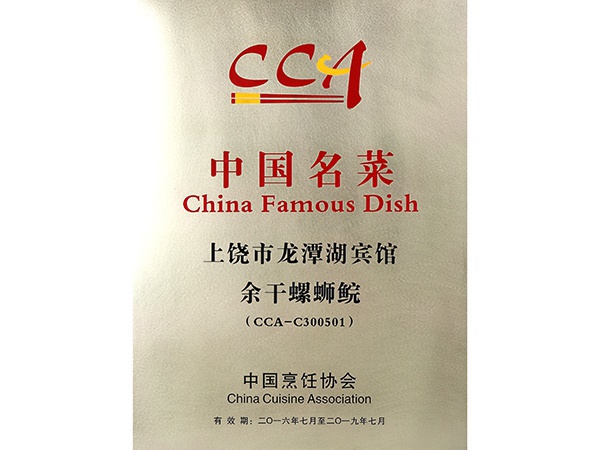 CCA
中国名菜
China Famous Dish
上饶市龙潭湖宾馆
余干螺蛳鲩
(CCA-C300501)
中国烹饪协会
China Cuisine Association
有 效 期：二〇一六年七月至二〇一九年七月